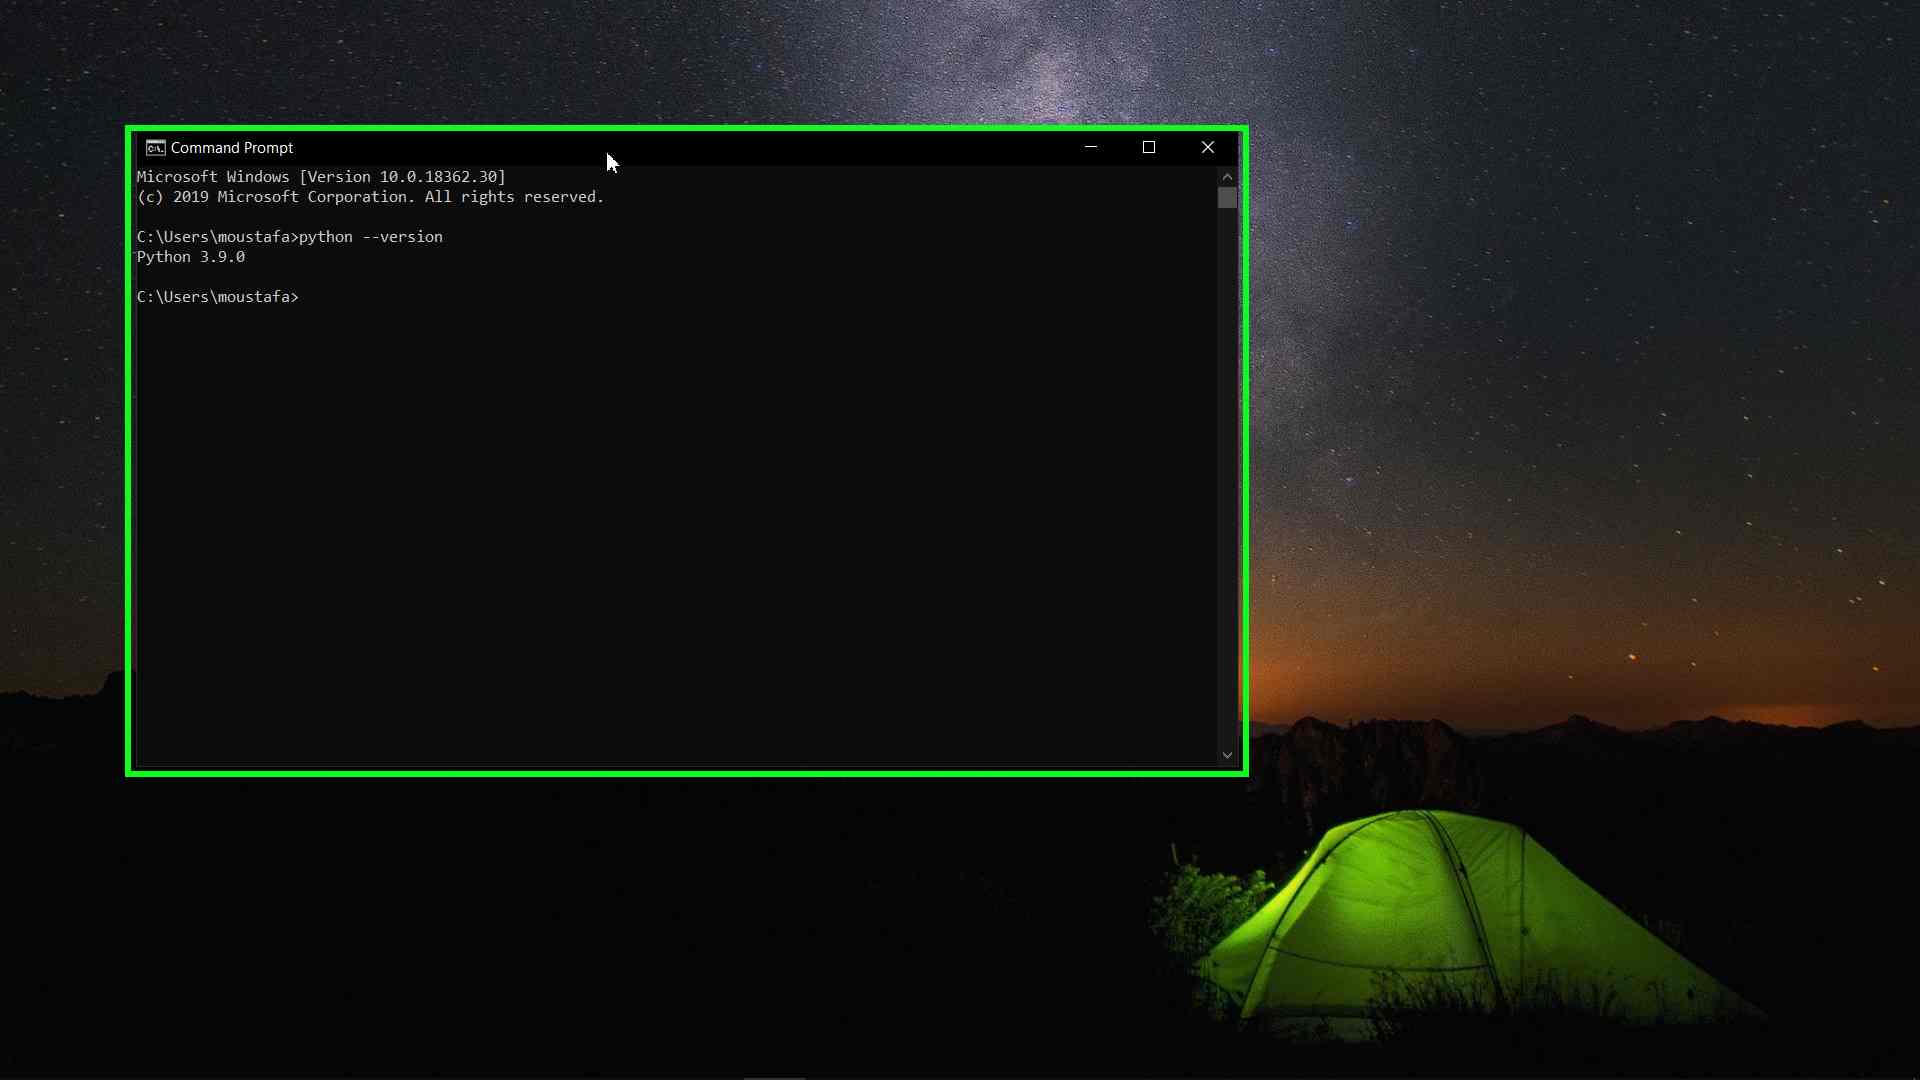 Command Prompt
Microsoft Windows [Version 10.0.18362.30]
(c) 2019 Microsoft Corporation. All rights reserved.
C:\Users\moustafa>python --version
Python 3.9.0
C:\Users\moustafa>